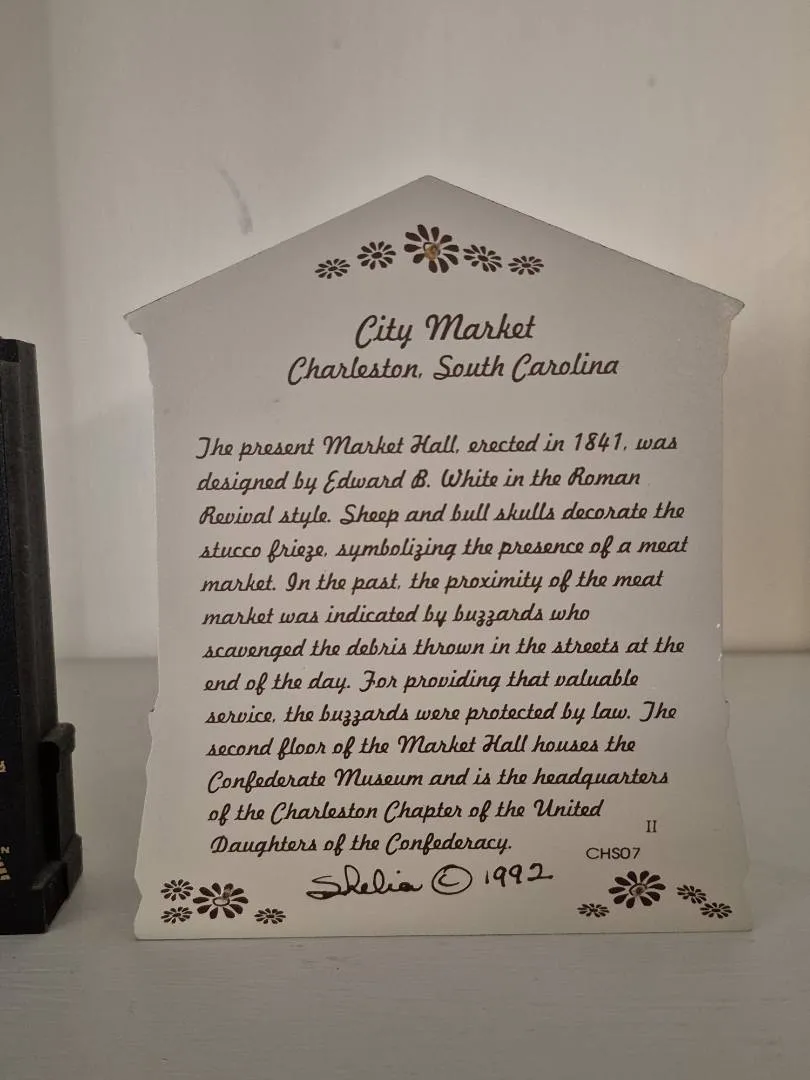 City Market
Charleston, South Carolina
The present Market Hall, erected in 1841, was
designed by Edward B. White in the Roman
Revival style. Sheep and bull skulls decorate the
stucco frieze, symbolizing the presence of a meat
market. In the past, the proximity of the meat
market was indicated by buzzards who
scavenged the debris thrown in the streets at the
end of the day. For providing that valuable
service, the buzzards were protected by law. The
second floor of the Market Hall houses the
Confederate Museum and is the headquarters
of the Charleston Chapter of the United
Daughters of the Confederacy.
II
CHS07
Shelia © 1992